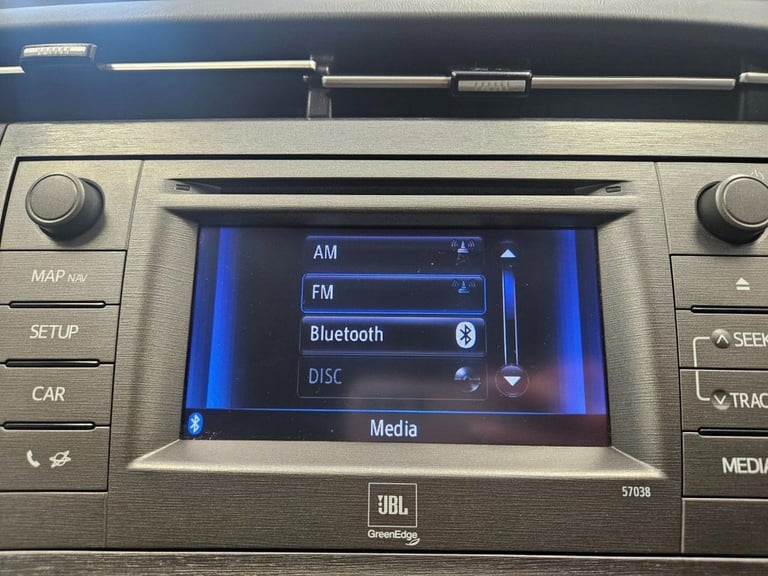 AM
FM
Bluetooth
DISC
Media
MAP NAV
SETUP
CAR
SEEK
TRAC
MEDIA
57038
JBL
GreenEdge